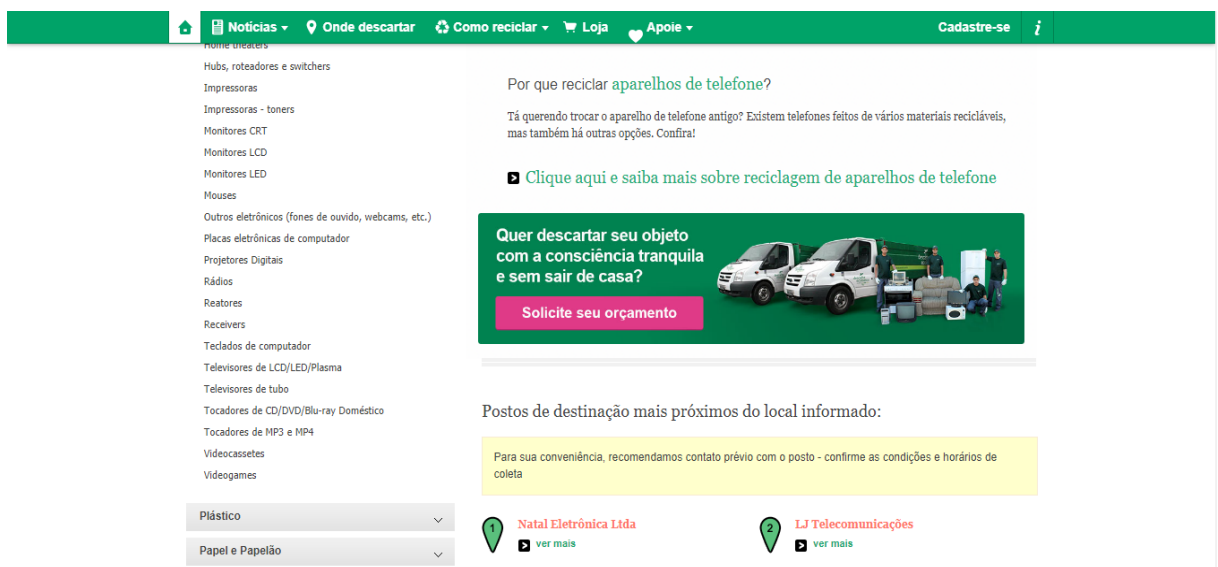 Notícias
Onde descartar
Como reciclar
Loja
Apoie
Cadastre-se
i
Home theaters
Hubs, roteadores e switchers
Impressoras
Impressoras - toners
Monitores CRT
Monitores LCD
Monitores LED
Mouses
Outros eletrônicos (fones de ouvido, webcams, etc.)
Placas eletrônicas de computador
Projetores Digitais
Rádios
Reatores
Receivers
Teclados de computador
Televisores de LCD/LED/Plasma
Televisores de tubo
Tocadores de CD/DVD/Blu-ray Doméstico
Tocadores de MP3 e MP4
Videocassetes
Videogames
Plástico
Papel e Papelão
Por que reciclar aparelhos de telefone?
Tá querendo trocar o aparelho de telefone antigo? Existem telefones feitos de vários materiais recicláveis,
mas também há outras opções. Confira!
Clique aqui e saiba mais sobre reciclagem de aparelhos de telefone
Quer descartar seu objeto
com a consciência tranquila
e sem sair de casa?
Solicite seu orçamento
Postos de destinação mais próximos do local informado:
Para sua conveniência, recomendamos contato prévio com o posto - confirme as condições e horários de
coleta
1
Natal Eletrônica Ltda
ver mais
2
LJ Telecomunicações
ver mais